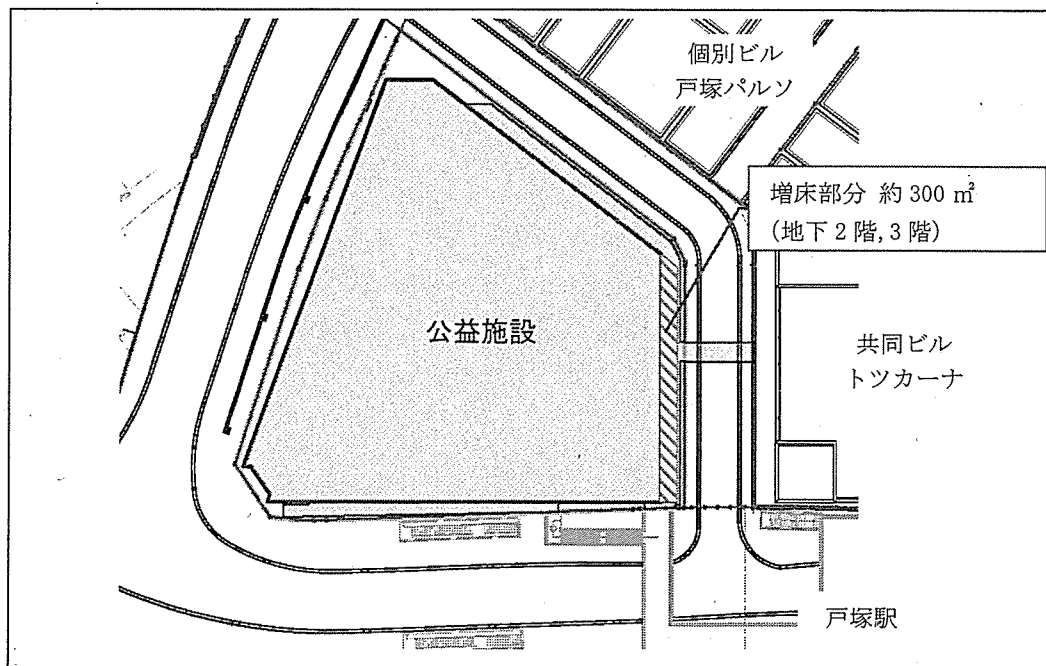 個別ビル
戸塚パルソ
増床部分 約 300 ㎡
(地下 2 階, 3 階)
公益施設
共同ビル
トツカーナ
戸塚駅